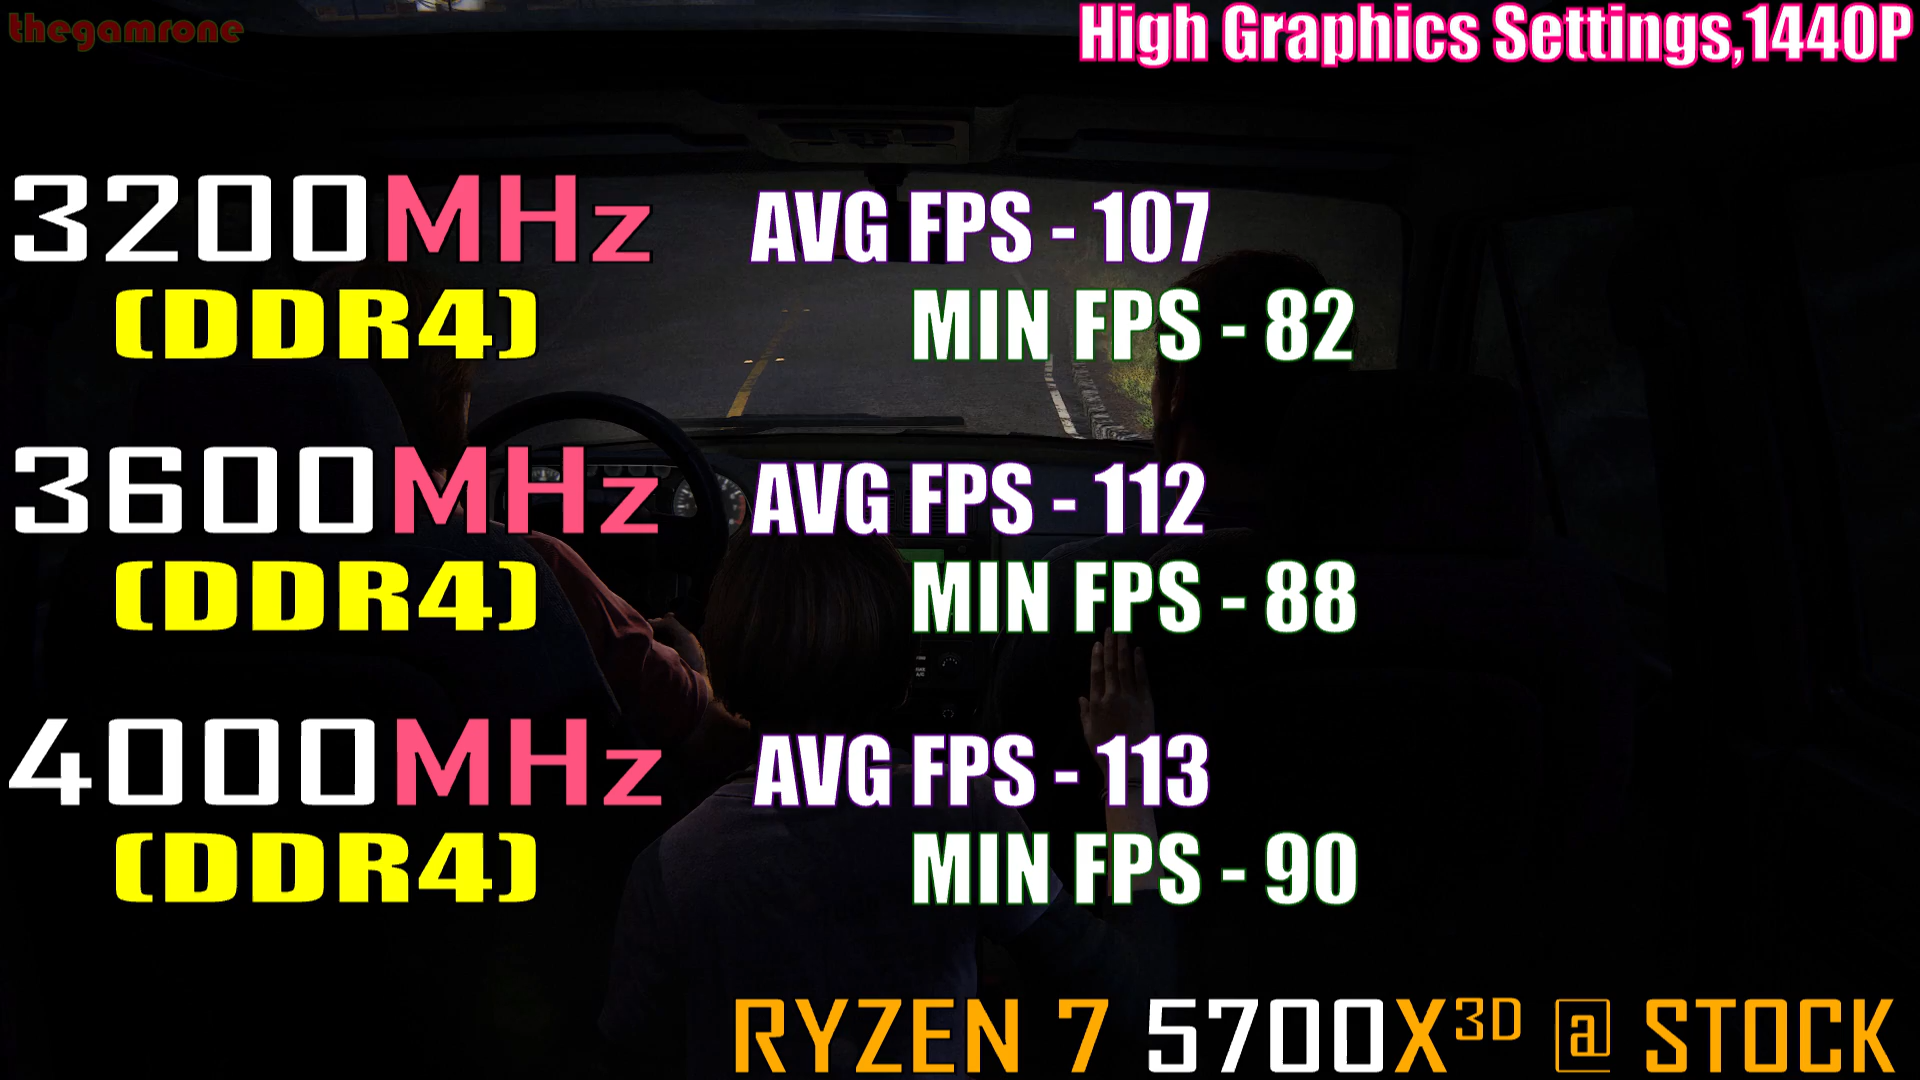 thegamrone
High Graphics Settings,1440P
3200MHz
(DDR4)
AVG FPS - 107
MIN FPS - 82
3600MHz
(DDR4)
AVG FPS - 112
MIN FPS - 88
4000MHz
(DDR4)
AVG FPS - 113
MIN FPS - 90
RYZEN 7 5700X3D @ STOCK